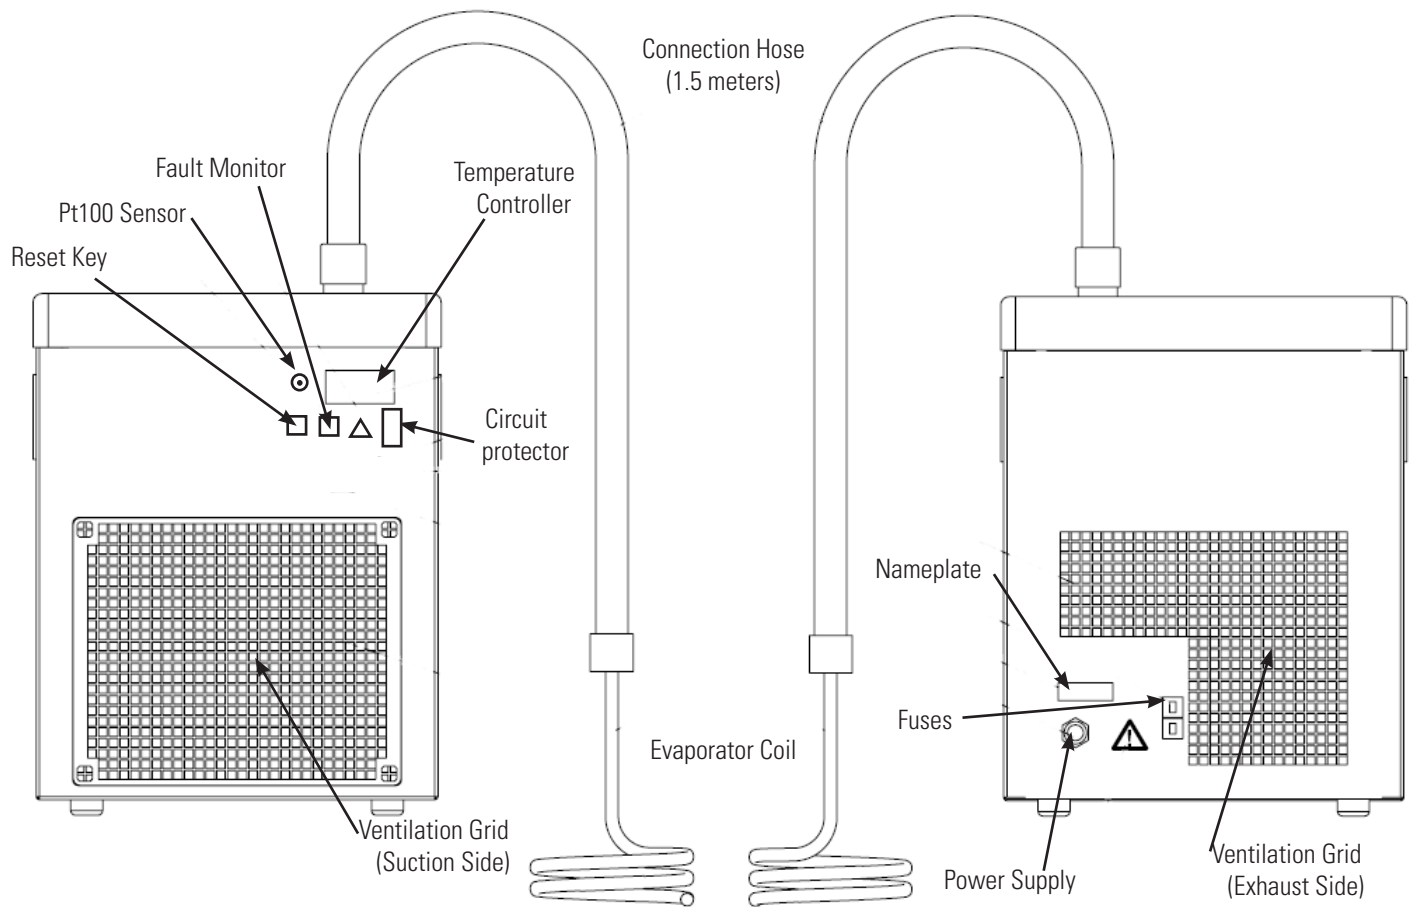 Connection Hose
(1.5 meters)
Fault Monitor
Temperature
Controller
Pt100 Sensor
Reset Key
Circuit
protector
Nameplate
Fuses
Evaporator Coil
Ventilation Grid
(Suction Side)
Power Supply
Ventilation Grid
(Exhaust Side)